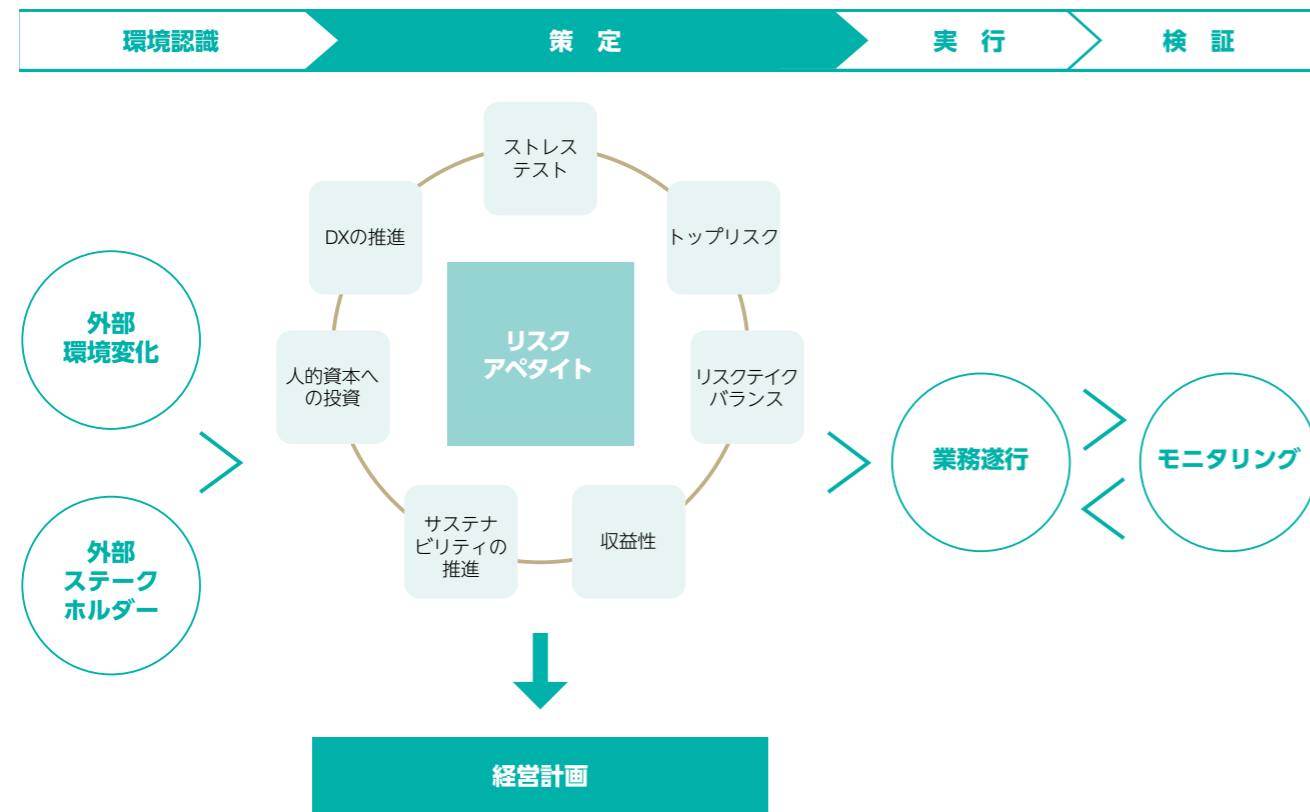 環境認識
策定
実行
検証
外部
環境変化
外部
ステーク
ホルダー
ストレス
テスト
トップリスク
リスクテイク
バランス
収益性
サステナ
ビリティの
推進
人的資本へ
の投資
DXの推進
リスク
アペタイト
経営計画
業務遂行
モニタリング